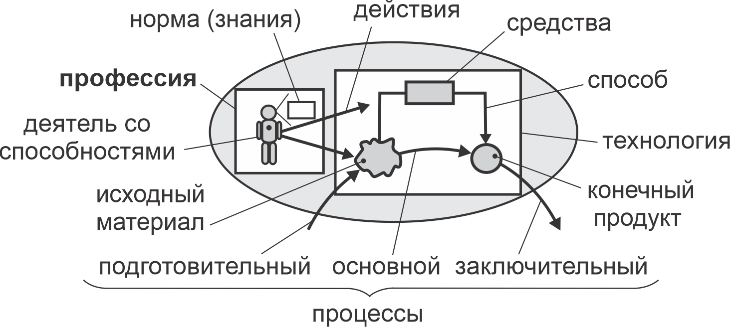 норма (знания)
действия
средства
профессия
способ
деятель со
способностями
технология
исходный
материал
конечный
продукт
подготовительный
основной
заключительный
процессы